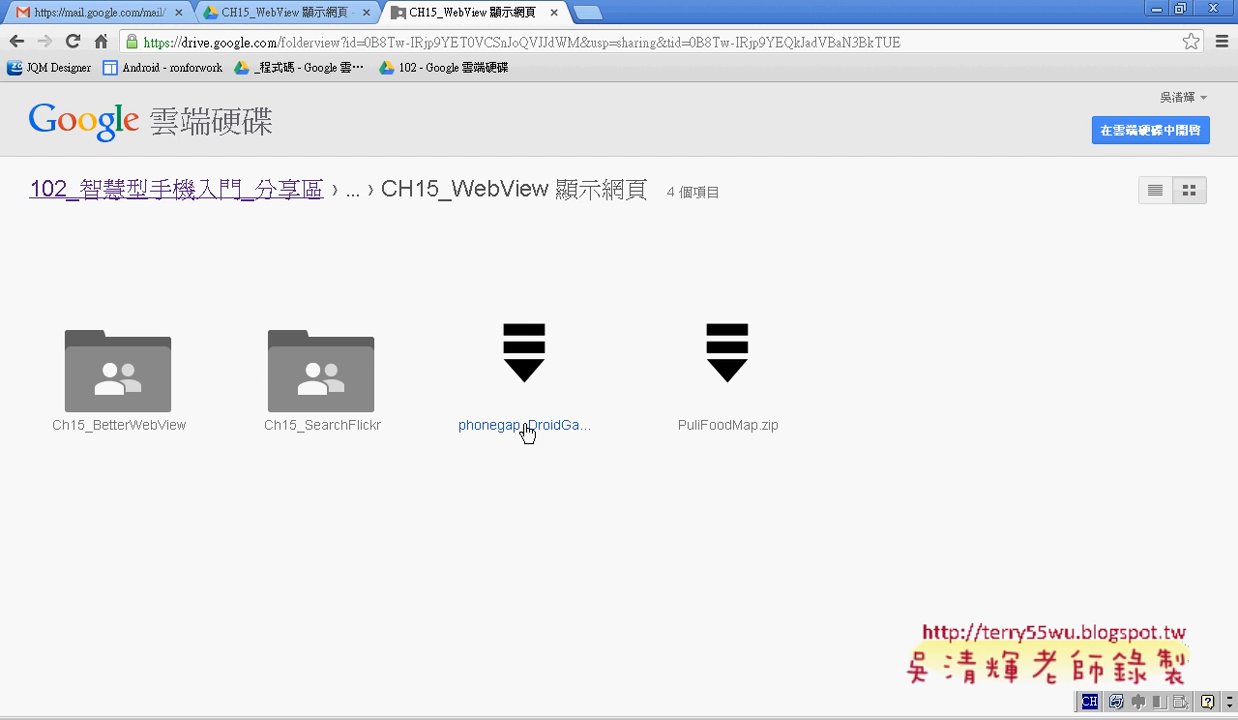 https://mail.google.com/mail/
CH15_WebView 顯示網頁 -
CH15_WebView 顯示網頁
https://drive.google.com/folderview?id=0B8Tw-IRjp9YET0VCSnJoQVJJdWM&usp=sharing&tid=0B8Tw-IRjp9YEQkJadVBaN3BkTUE
JQM Designer
Android - ronforwork
_程式碼 - Google 雲…
102 - Google 雲端硬碟
Google 雲端硬碟
吳清輝
在雲端硬碟中開啓
102_智慧型手機入門_分享區 › ... › CH15_WebView 顯示網頁 4 個項目
Ch15_BetterWebView
Ch15_SearchFlickr
phonegap_DroidGa...
PuliFoodMap.zip
http://terry55wu.blogspot.tw
吳清輝老師錄製
CH